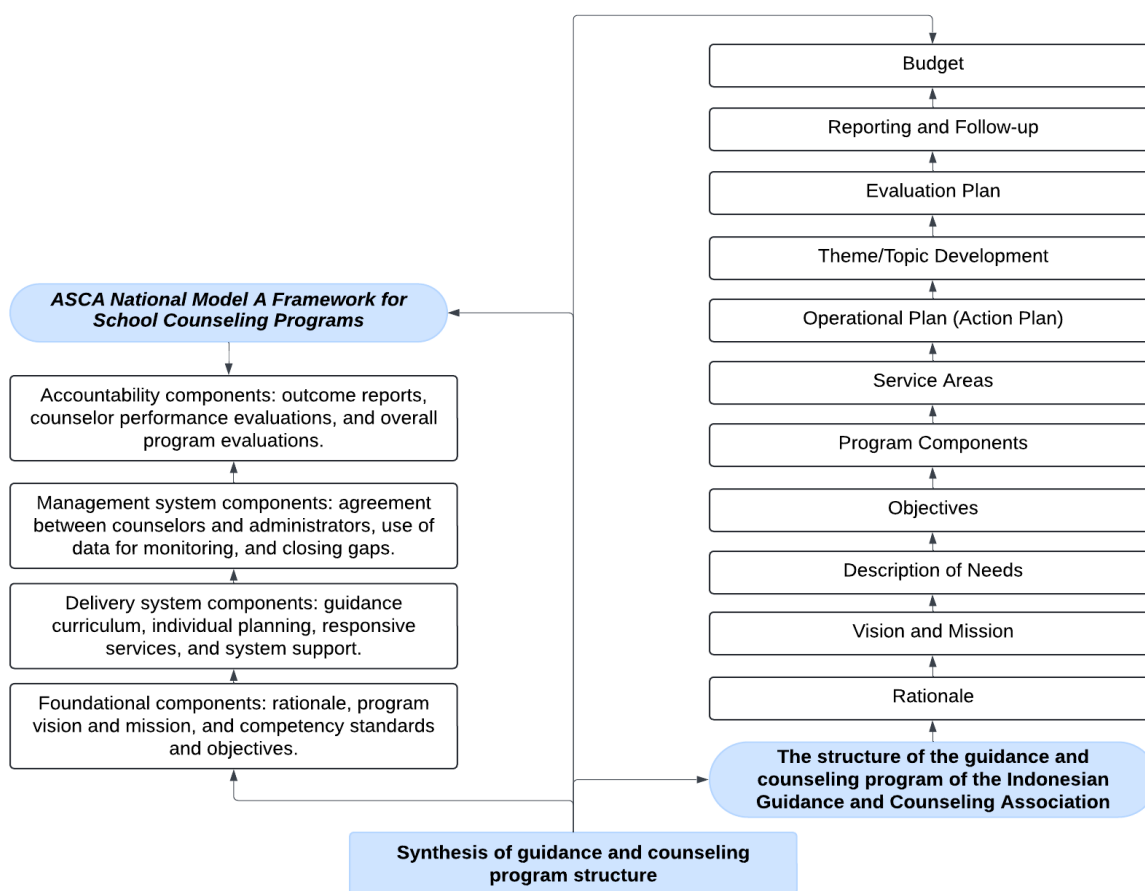 ASCA National Model A Framework for
School Counseling Programs
Accountability components: outcome reports,
counselor performance evaluations, and overall
program evaluations.
Management system components: agreement
between counselors and administrators, use of
data for monitoring, and closing gaps.
Delivery system components: guidance
curriculum, individual planning, responsive
services, and system support.
Foundational components: rationale, program
vision and mission, and competency standards
and objectives.
Budget
Reporting and Follow-up
Evaluation Plan
Theme/Topic Development
Operational Plan (Action Plan)
Service Areas
Program Components
Objectives
Description of Needs
Vision and Mission
Rationale
The structure of the guidance and
counseling program of the Indonesian
Guidance and Counseling Association
Synthesis of guidance and counseling
program structure